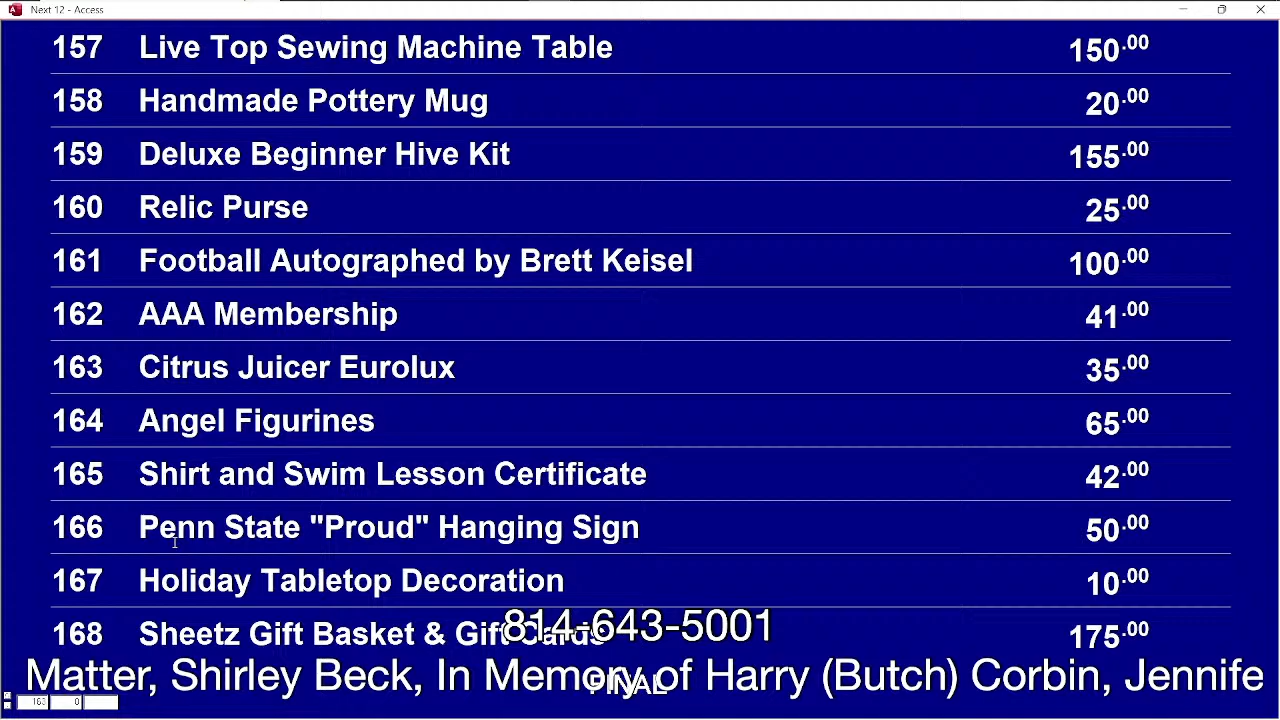 Next 12 - Access
157 Live Top Sewing Machine Table 150.00
158 Handmade Pottery Mug 20.00
159 Deluxe Beginner Hive Kit 155.00
160 Relic Purse 25.00
161 Football Autographed by Brett Keisel 100.00
162 AAA Membership 41.00
163 Citrus Juicer Eurolux 35.00
164 Angel Figurines 65.00
165 Shirt and Swim Lesson Certificate 42.00
166 Penn State "Proud" Hanging Sign 50.00
167 Holiday Tabletop Decoration 10.00
168 Sheetz Gift Basket & Gift Cards 175.00
814-643-5001
Matter, Shirley Beck, In Memory of Harry (Butch) Corbin, Jennife
FINAL
163 0